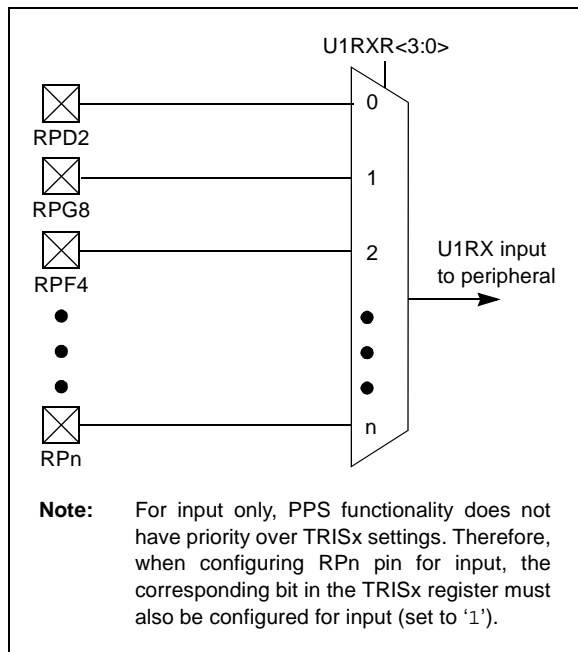 U1RXR<3:0>
RPD2
0
RPG8
1
RPF4
2
U1RX input
to peripheral
RPn
n
Note: For input only, PPS functionality does not
have priority over TRISx settings. Therefore,
when configuring RPn pin for input, the
corresponding bit in the TRISx register must
also be configured for input (set to ‘1’).